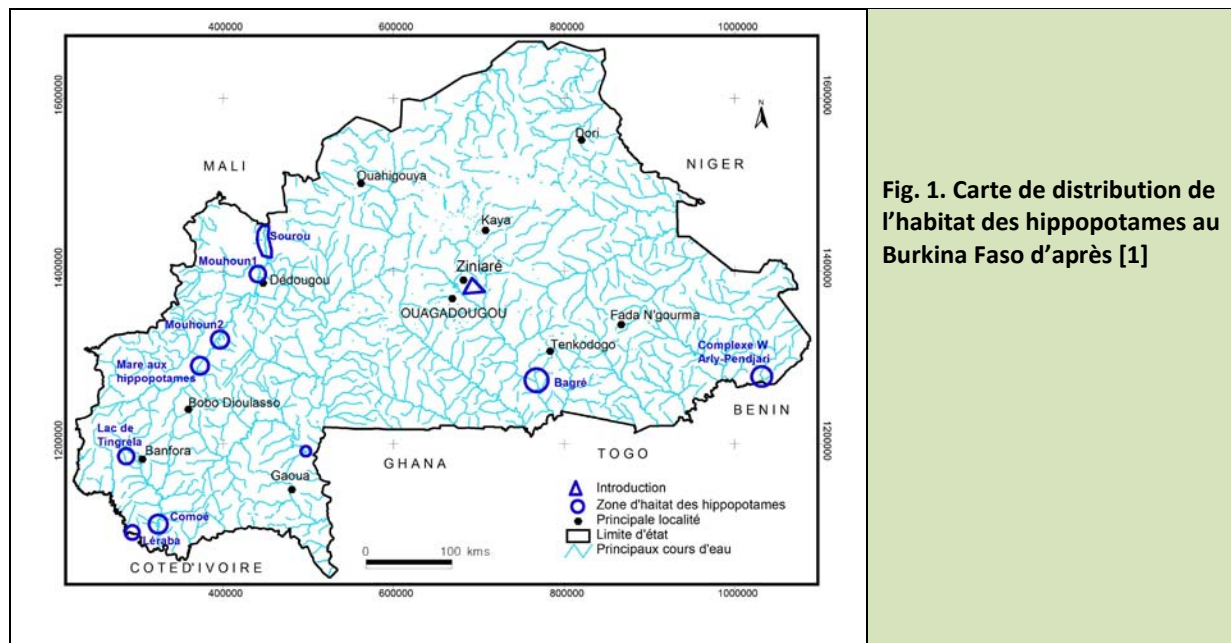 400000
600000
800000
1000000
1600000
1600000
N
Dori
MALI
NIGER
Ouahigouya
Kaya
Sourou
Mouhoun1
Dédougou
Ziniaré
1400000
1400000
OUAGADOUGOU
Fada N'gourma
Mouhoun2
Tenkodogo
Complexe W
Arly-Pendjari
Mare aux
hippopotames
Bagré
Bobo Dioulasso
BENIN
Lac de
Tingréla
Banfora
1200000
1200000
GHANA
TOGO
Gaoua
Comoé
Léraba
COTE D'IVOIRE
Introduction
Zone d'haitat des hippopotames
Principale localité
Limite d'état
Principaux cours d'eau
0 100 kms
400000
600000
800000
1000000
Fig. 1. Carte de distribution de
l'habitat des hippopotames au
Burkina Faso d'après [1]